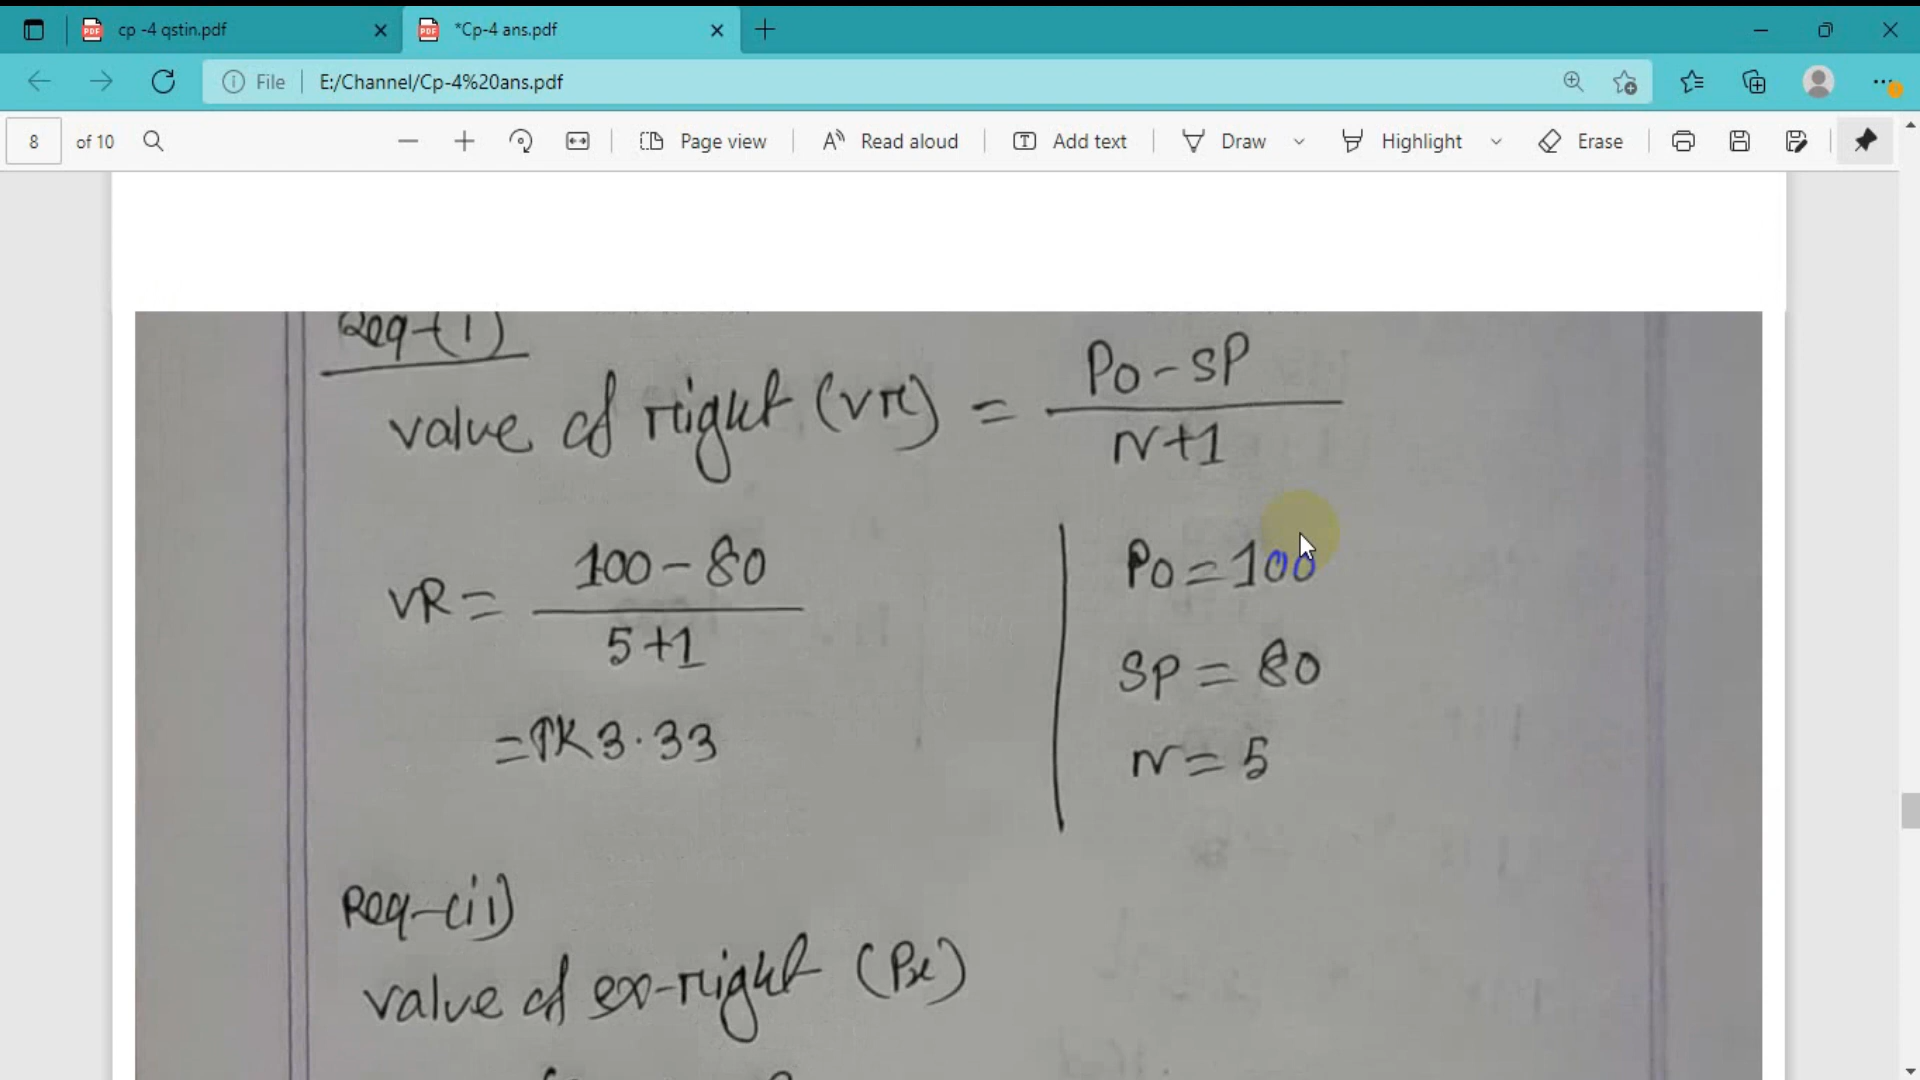 cp -4 qstin.pdf
*Cp-4 ans.pdf
File
E:/Channel/Cp-4%20ans.pdf
8 of 10
Page view
Read aloud
Add text
Draw
Highlight
Erase
Req-(i)
value of right (VR) = Po-SP / N+1
VR = 100-80 / 5+1
=TK 3.33
Po=100
SP = 80
N = 5
Req-(ii)
value of ex-right (Px)